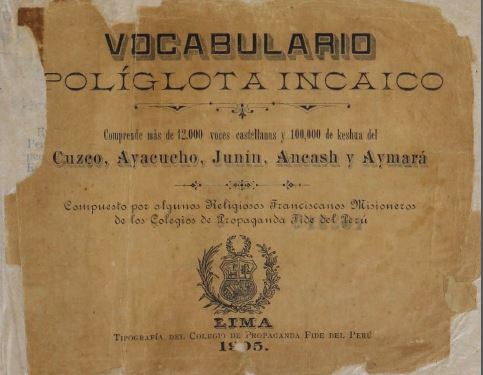 VOCABULARIO
POLÍGLOTA INCAICO
Comprende más de 12.000 voces castellanas y 100,000 de keshua del
Cuzco, Ayacucho, Junín, Ancash y Aymará
Compuesto por algunos Religiosos Franciscanos Misioneros
de los Colegios de Propaganda Fide del Perú
LIMA
TIPOGRAFÍA DEL COLEGIO DE PROPAGANDA FIDE DEL PERÚ
1905.